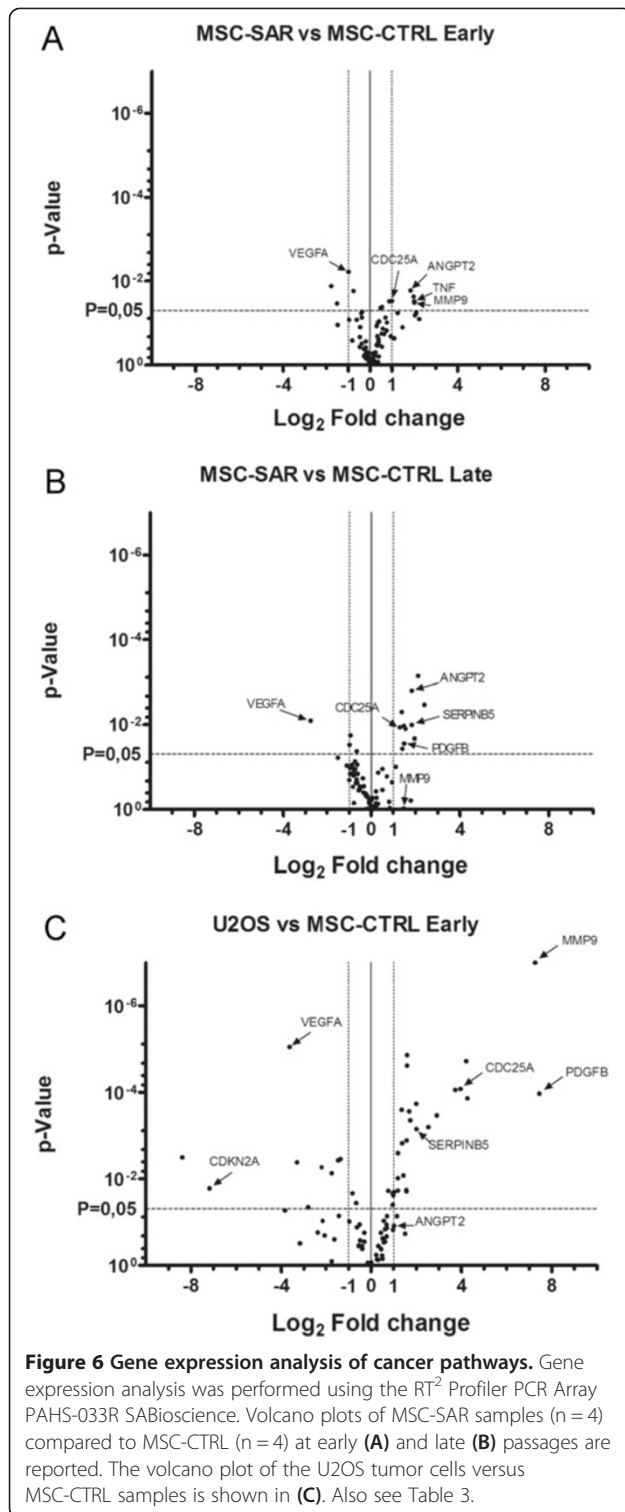 A
MSC-SAR vs MSC-CTRL Early
p-Value
10⁻⁶
10⁻⁴
10⁻²
P=0,05
10⁰
VEGFA
CDC25A
ANGPT2
TNF
MMP9
-8 -4 -1 0 1 4 8
Log₂ Fold change
B
MSC-SAR vs MSC-CTRL Late
p-Value
10⁻⁶
10⁻⁴
10⁻²
P=0,05
10⁰
VEGFA
CDC25A
ANGPT2
SERPINB5
PDGFB
MMP9
-8 -4 -1 0 1 4 8
Log₂ Fold change
C
U2OS vs MSC-CTRL Early
p-Value
10⁻⁶
10⁻⁴
10⁻²
P=0,05
10⁰
MMP9
VEGFA
CDC25A
PDGFB
SERPINB5
CDKN2A
ANGPT2
-8 -4 -1 0 1 4 8
Log₂ Fold change
Figure 6 Gene expression analysis of cancer pathways. Gene
expression analysis was performed using the RT² Profiler PCR Array
PAHS-033R SABioscience. Volcano plots of MSC-SAR samples (n = 4)
compared to MSC-CTRL (n = 4) at early (A) and late (B) passages are
reported. The volcano plot of the U2OS tumor cells versus
MSC-CTRL samples is shown in (C). Also see Table 3.